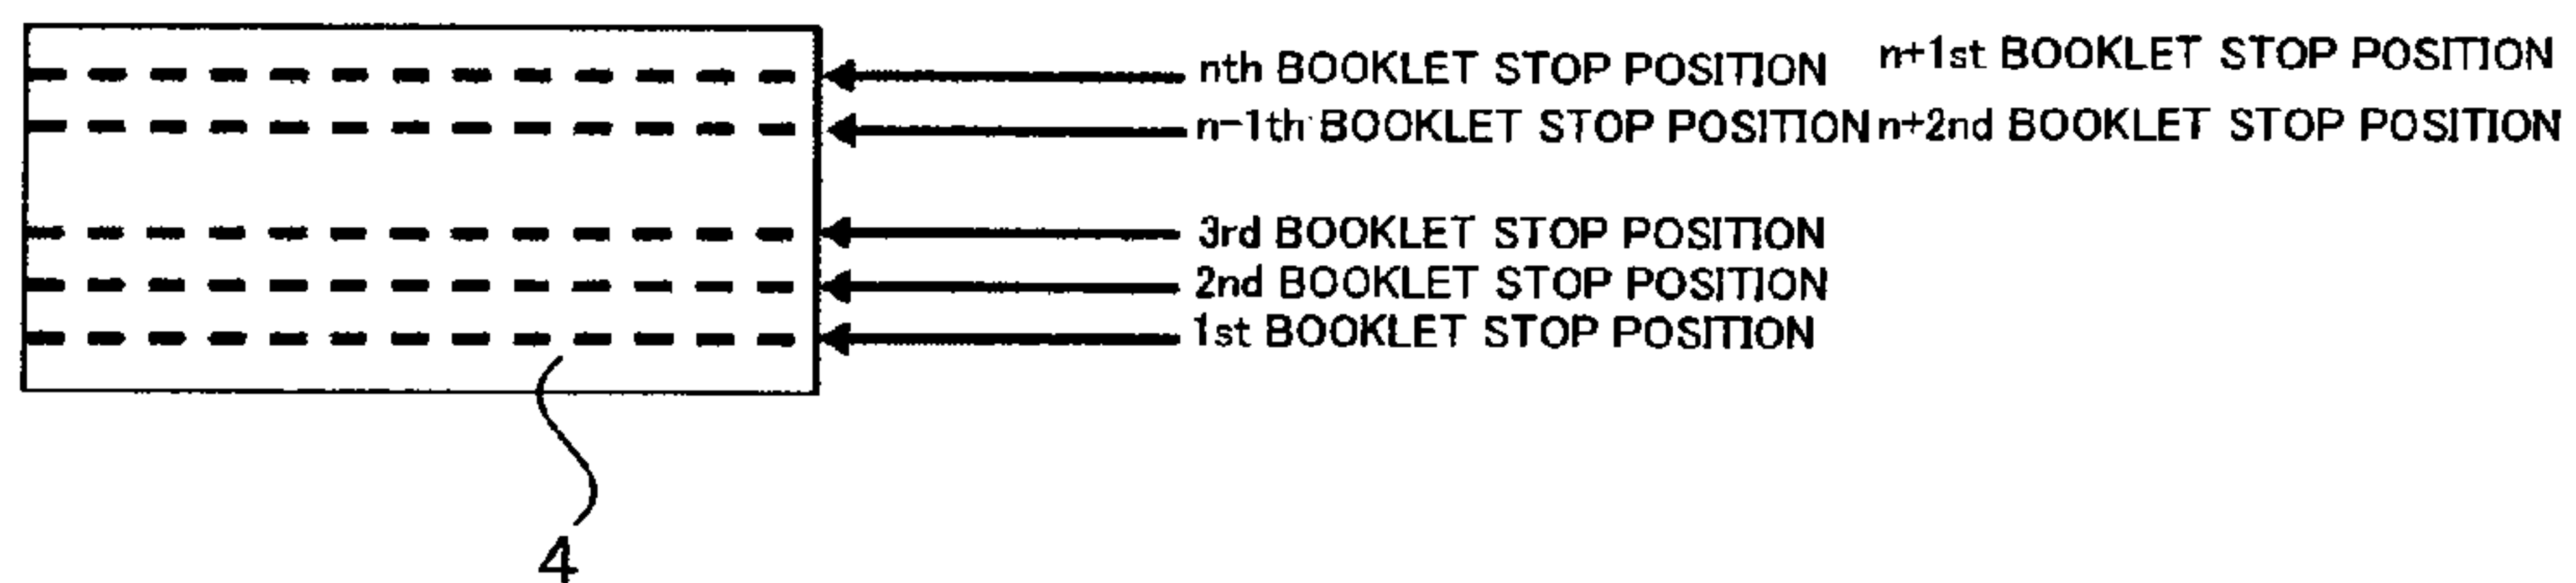 nth BOOKLET STOP POSITION n+1st BOOKLET STOP POSITION
n-1th BOOKLET STOP POSITION n+2nd BOOKLET STOP POSITION
3rd BOOKLET STOP POSITION
2nd BOOKLET STOP POSITION
1st BOOKLET STOP POSITION
4